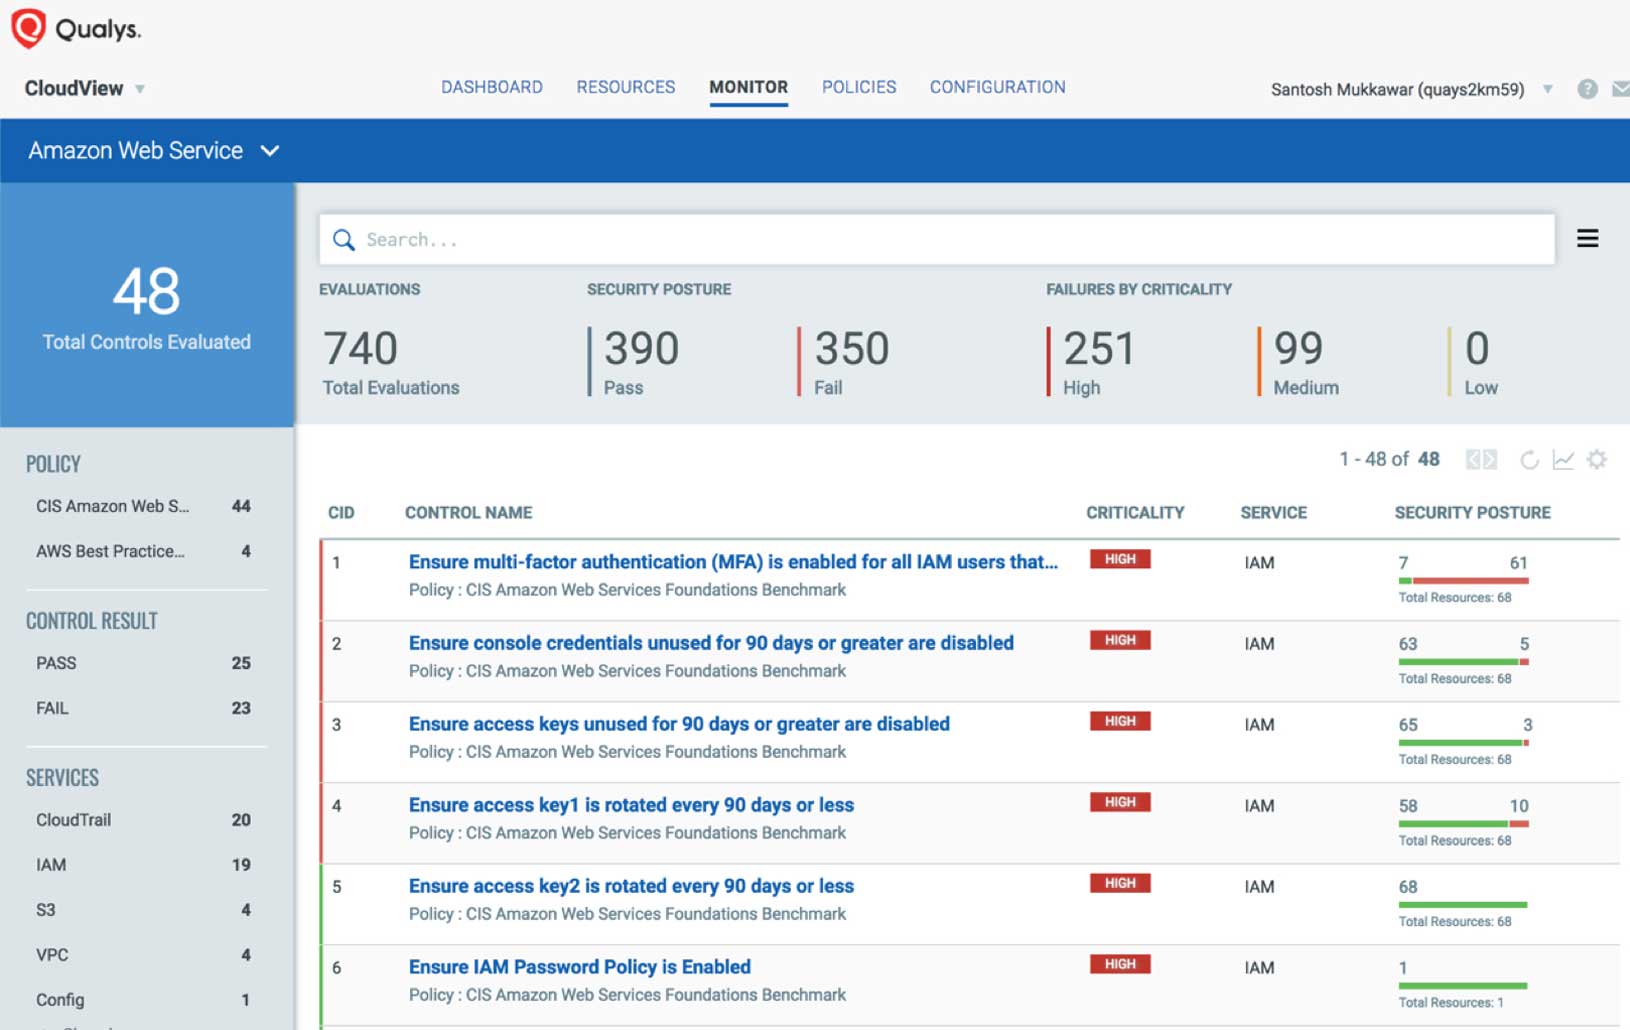 Qualys.
CloudView
DASHBOARD RESOURCES MONITOR POLICIES CONFIGURATION
Santosh Mukkawar (quays2km59)
?
Amazon Web Service
48
Total Controls Evaluated
Search...
EVALUATIONS SECURITY POSTURE FAILURES BY CRITICALITY
740 390 350 251 99 0
Total Evaluations Pass Fail High Medium Low
POLICY
CIS Amazon Web S... 44
AWS Best Practice... 4
CONTROL RESULT
PASS 25
FAIL 23
SERVICES
CloudTrail 20
IAM 19
S3 4
VPC 4
Config 1
1 - 48 of 48
CID CONTROL NAME CRITICALITY SERVICE SECURITY POSTURE
1 Ensure multi-factor authentication (MFA) is enabled for all IAM users that... HIGH IAM 7 61
Policy : CIS Amazon Web Services Foundations Benchmark Total Resources: 68
2 Ensure console credentials unused for 90 days or greater are disabled HIGH IAM 63 5
Policy : CIS Amazon Web Services Foundations Benchmark Total Resources: 68
3 Ensure access keys unused for 90 days or greater are disabled HIGH IAM 65 3
Policy : CIS Amazon Web Services Foundations Benchmark Total Resources: 68
4 Ensure access key1 is rotated every 90 days or less HIGH IAM 58 10
Policy : CIS Amazon Web Services Foundations Benchmark Total Resources: 68
5 Ensure access key2 is rotated every 90 days or less HIGH IAM 68
Policy : CIS Amazon Web Services Foundations Benchmark Total Resources: 68
6 Ensure IAM Password Policy is Enabled HIGH IAM 1
Policy : CIS Amazon Web Services Foundations Benchmark Total Resources: 1